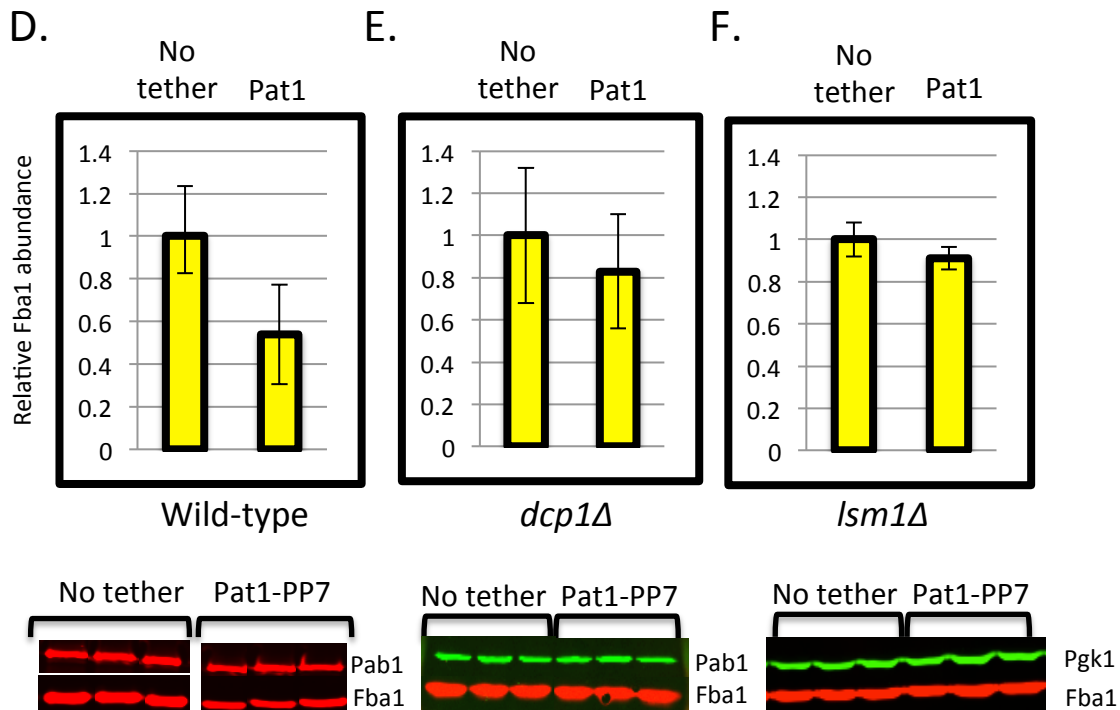 D.
No
tether
Pat1
Relative Fba1 abundance
1.4
1.2
1
0.8
0.6
0.4
0.2
0
Wild-type
No tether
Pat1-PP7
Pab1
Fba1
E.
No
tether
Pat1
1.4
1.2
1
0.8
0.6
0.4
0.2
0
dcp1Δ
No tether
Pat1-PP7
Pab1
Fba1
F.
No
tether
Pat1
1.4
1.2
1
0.8
0.6
0.4
0.2
0
lsm1Δ
No tether
Pat1-PP7
Pgk1
Fba1